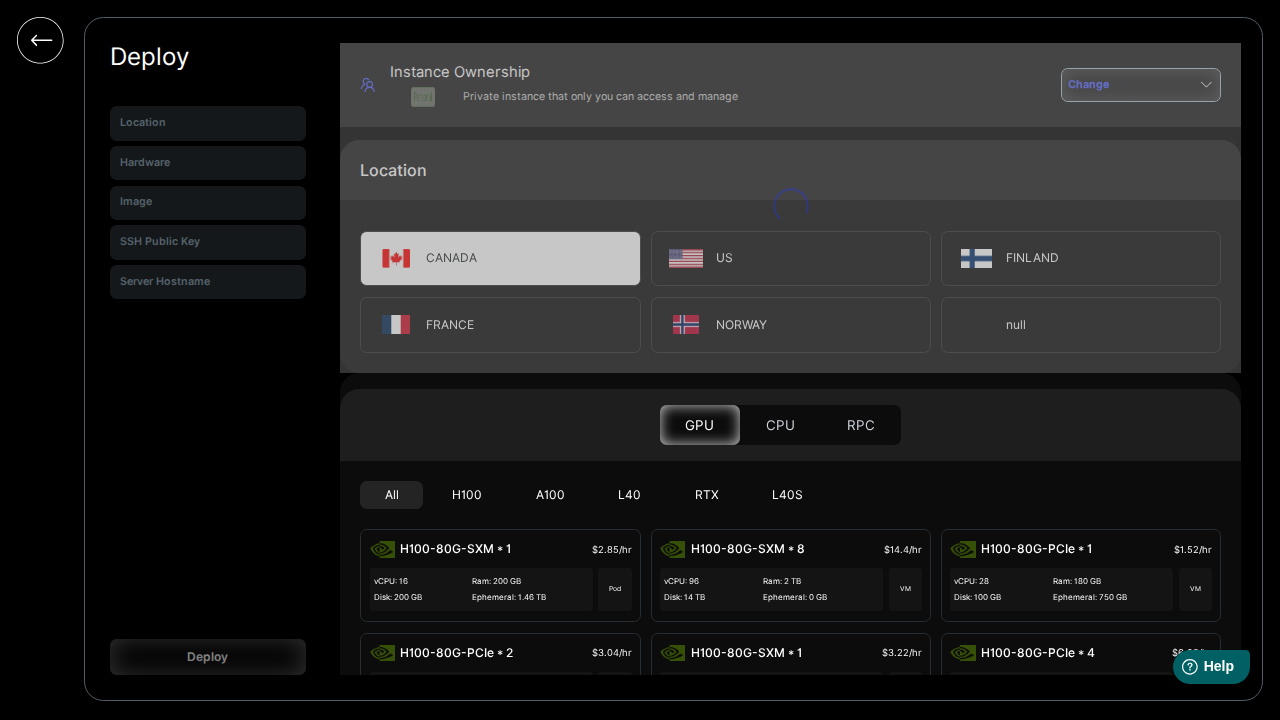 Deploy
Location
Hardware
Image
SSH Public Key
Server Hostname
Deploy
Instance Ownership
Private instance that only you can access and manage
Change
Location
CANADA
US
FINLAND
FRANCE
NORWAY
null
GPU
CPU
RPC
All
H100
A100
L40
RTX
L40S
H100-80G-SXM * 1
$2.85/hr
vCPU: 16
Ram: 200 GB
Disk: 200 GB
Ephemeral: 1.46 TB
Pod
H100-80G-SXM * 8
$14.4/hr
vCPU: 96
Ram: 2 TB
Disk: 14 TB
Ephemeral: 0 GB
VM
H100-80G-PCIe * 1
$1.52/hr
vCPU: 28
Ram: 180 GB
Disk: 100 GB
Ephemeral: 750 GB
VM
H100-80G-PCIe * 2
$3.04/hr
H100-80G-SXM * 1
$3.22/hr
H100-80G-PCIe * 4
Help